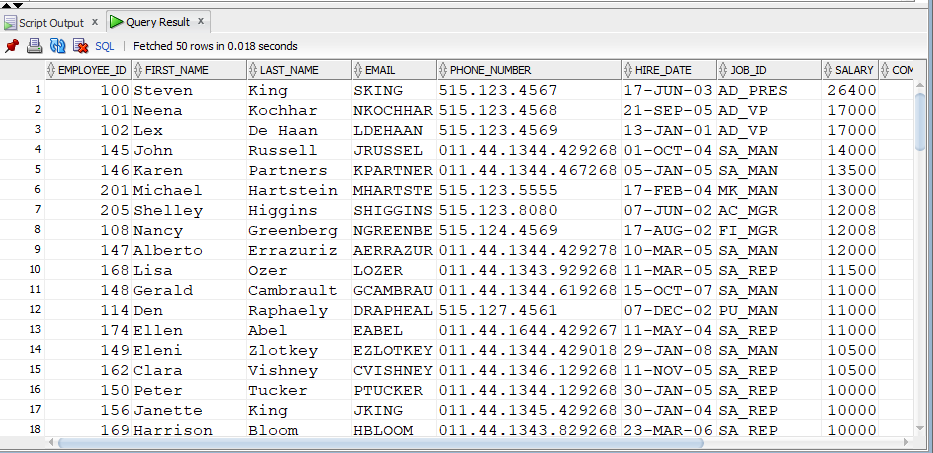 Script Output x Query Result x
SQL | Fetched 50 rows in 0.018 seconds
EMPLOYEE_ID FIRST_NAME LAST_NAME EMAIL PHONE_NUMBER HIRE_DATE JOB_ID SALARY COM
1 100 Steven King SKING 515.123.4567 17-JUN-03 AD_PRES 26400
2 101 Neena Kochhar NKOCHHAR 515.123.4568 21-SEP-05 AD_VP 17000
3 102 Lex De Haan LDEHAAN 515.123.4569 13-JAN-01 AD_VP 17000
4 145 John Russell JRUSSEL 011.44.1344.429268 01-OCT-04 SA_MAN 14000
5 146 Karen Partners KPARTNER 011.44.1344.467268 05-JAN-05 SA_MAN 13500
6 201 Michael Hartstein MHARTSTE 515.123.5555 17-FEB-04 MK_MAN 13000
7 205 Shelley Higgins SHIGGINS 515.123.8080 07-JUN-02 AC_MGR 12008
8 108 Nancy Greenberg NGREENBE 515.124.4569 17-AUG-02 FI_MGR 12008
9 147 Alberto Errazuriz AERRAZUR 011.44.1344.429278 10-MAR-05 SA_MAN 12000
10 168 Lisa Ozer LOZER 011.44.1343.929268 11-MAR-05 SA_REP 11500
11 148 Gerald Cambrault GCAMBRAU 011.44.1344.619268 15-OCT-07 SA_MAN 11000
12 114 Den Raphaely DRAPHEAL 515.127.4561 07-DEC-02 PU_MAN 11000
13 174 Ellen Abel EABEL 011.44.1644.429267 11-MAY-04 SA_REP 11000
14 149 Eleni Zlotkey EZLOTKEY 011.44.1344.429018 29-JAN-08 SA_MAN 10500
15 162 Clara Vishney CVISHNEY 011.44.1346.129268 11-NOV-05 SA_REP 10500
16 150 Peter Tucker PTUCKER 011.44.1344.129268 30-JAN-05 SA_REP 10000
17 156 Janette King JKING 011.44.1345.429268 30-JAN-04 SA_REP 10000
18 169 Harrison Bloom HBLOOM 011.44.1343.829268 23-MAR-06 SA_REP 10000